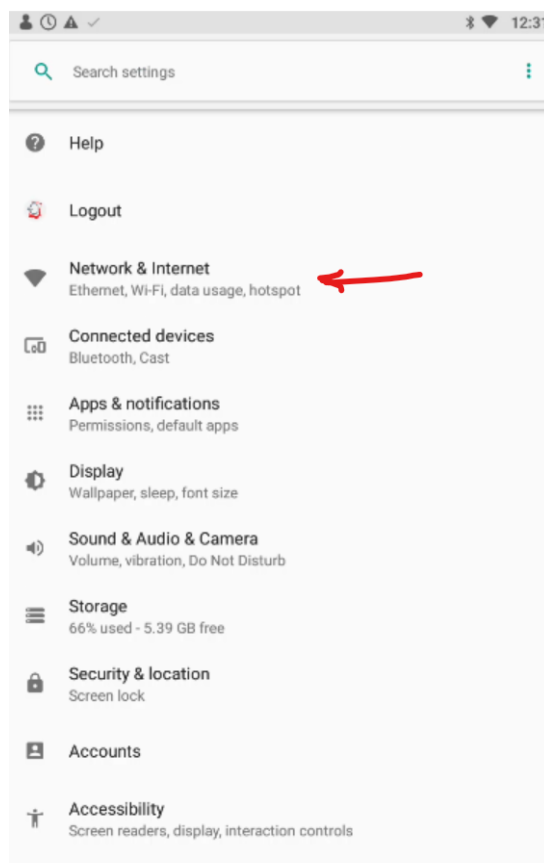 12:31
Search settings
Help
Logout
Network & Internet
Ethernet, Wi-Fi, data usage, hotspot
Connected devices
Bluetooth, Cast
Apps & notifications
Permissions, default apps
Display
Wallpaper, sleep, font size
Sound & Audio & Camera
Volume, vibration, Do Not Disturb
Storage
66% used - 5.39 GB free
Security & location
Screen lock
Accounts
Accessibility
Screen readers, display, interaction controls